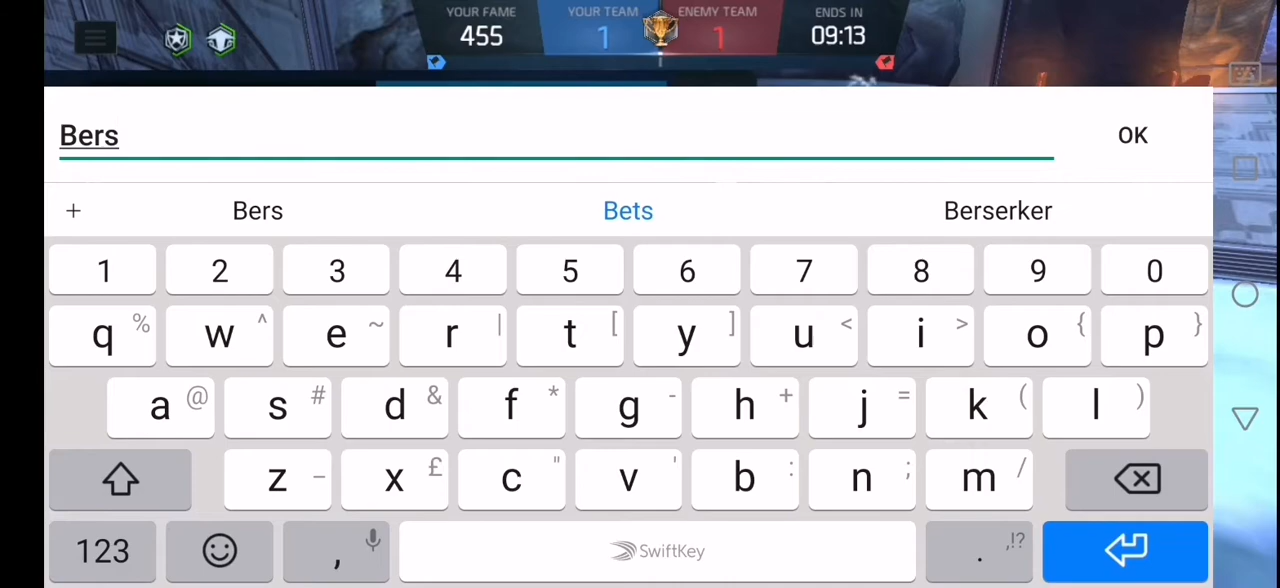 YOUR FAME YOUR TEAM ENEMY TEAM ENDS IN
455 1 1 09:13
Bers OK
+ Bers Bets Berserker
1 2 3 4 5 6 7 8 9 0
q % w ^ e ~ r | t [ y ] u < i > o { p }
a @ s # d & f * g - h + j = k ( l )
z _ x £ c " v ' b : n ; m /
123 , SwiftKey . ,!?